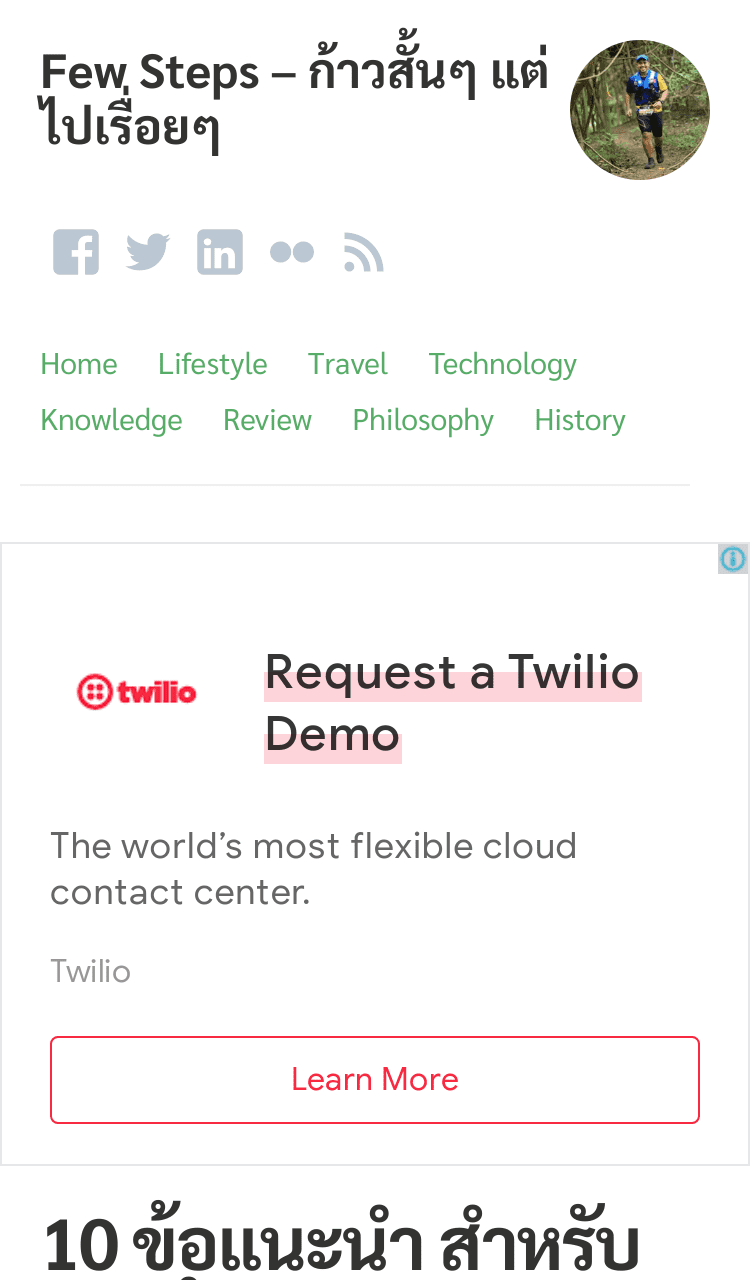 Few Steps – ก้าวสั้นๆ แต่
ไปเรื่อยๆ
Home Lifestyle Travel Technology
Knowledge Review Philosophy History
twilio
Request a Twilio
Demo
The world’s most flexible cloud
contact center.
Twilio
Learn More
10 ข้อแนะนำ สำหรับ